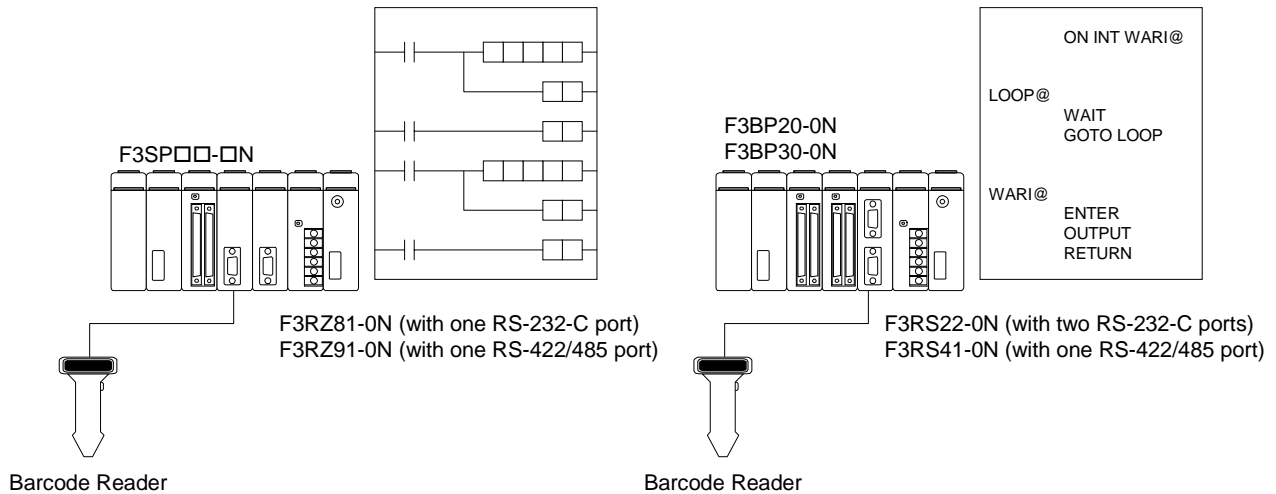 F3SP□□-□N
F3RZ81-0N (with one RS-232-C port)
F3RZ91-0N (with one RS-422/485 port)
Barcode Reader
F3BP20-0N
F3BP30-0N
ON INT WARI@
LOOP@
WAIT
GOTO LOOP
WARI@
ENTER
OUTPUT
RETURN
F3RS22-0N (with two RS-232-C ports)
F3RS41-0N (with one RS-422/485 port)
Barcode Reader